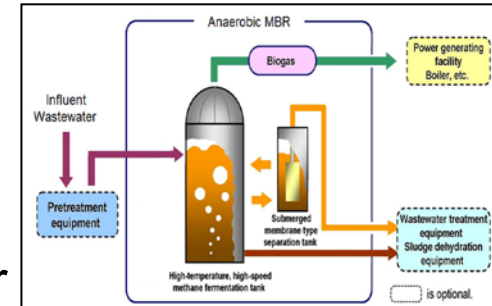 Anaerobic MBR
Biogas
Power generating
facility
Boiler, etc.
Influent
Wastewater
Pretreatment
equipment
Submerged
membrane type
separation tank
Wastewater treatment
equipment
Sludge dehydration
equipment
High-temperature, high-speed
methane fermentation tank
is optional.
r